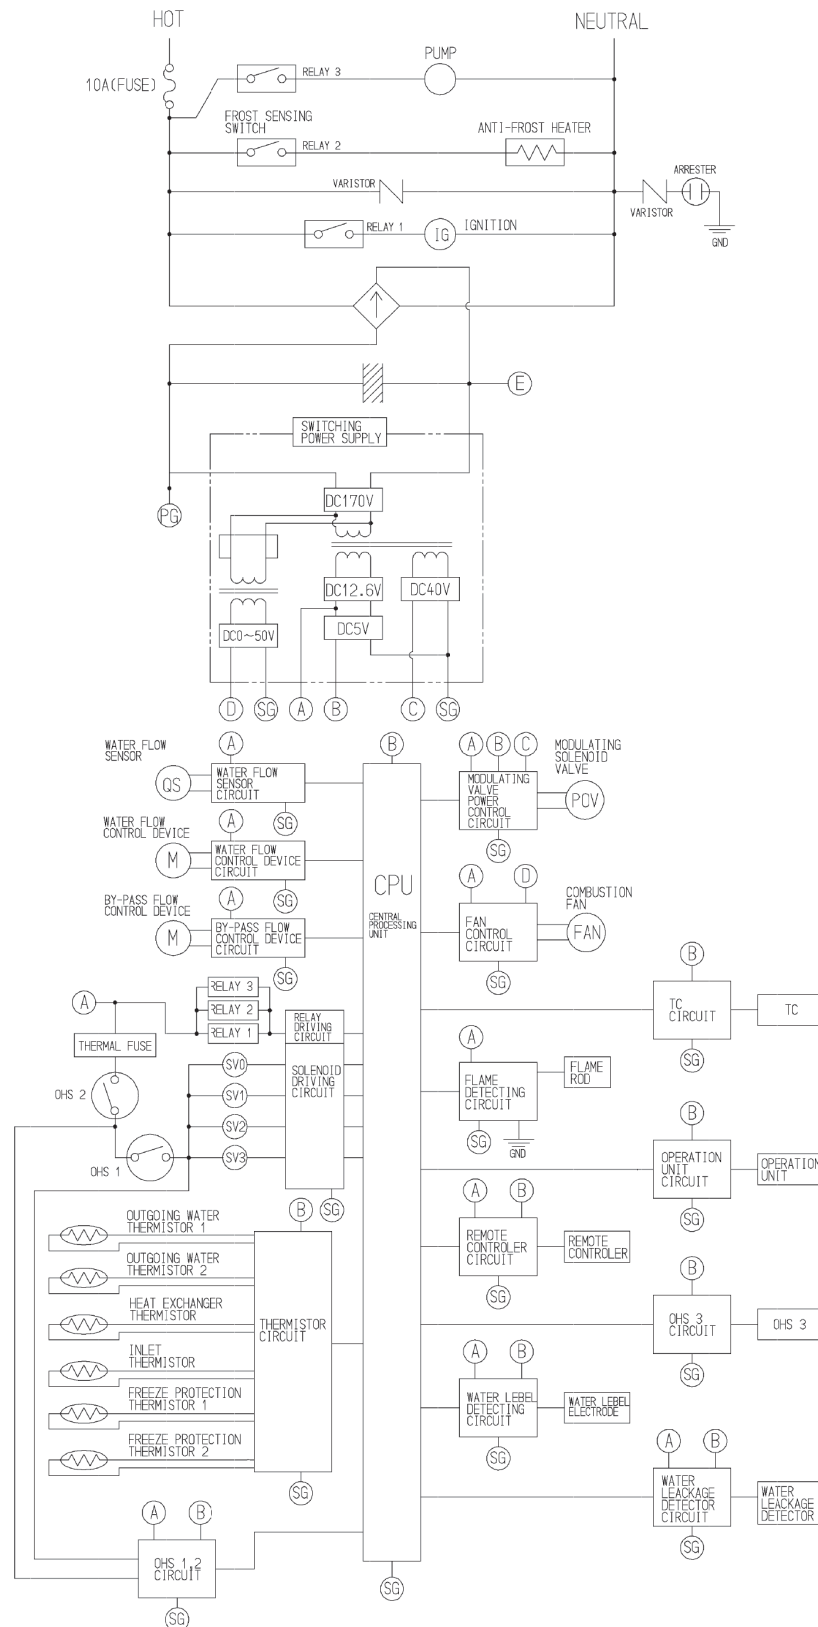 HOT
NEUTRAL
10A(FUSE)
RELAY 3
PUMP
FROST SENSING
SWITCH
RELAY 2
ANTI-FROST HEATER
VARISTOR
ARRESTER
VARISTOR
GND
RELAY 1
IG
IGNITION
E
SWITCHING
POWER SUPPLY
PG
DC170V
DC12.6V
DC40V
DC0~50V
DC5V
D
SG
A
B
C
SG
WATER FLOW
SENSOR
A
QS
WATER FLOW
SENSOR
CIRCUIT
SG
WATER FLOW
CONTROL DEVICE
A
M
WATER FLOW
CONTROL DEVICE
CIRCUIT
SG
BY-PASS FLOW
CONTROL DEVICE
A
M
BY-PASS FLOW
CONTROL DEVICE
CIRCUIT
SG
B
CPU
CENTRAL
PROCESSING
UNIT
A
B
C
MODULATING
SOLENOID
VALVE
MODULATING
VALVE
POWER
CONTROL
CIRCUIT
POV
SG
A
D
COMBUSTION
FAN
FAN
CONTROL
CIRCUIT
FAN
SG
B
TC
CIRCUIT
TC
SG
A
RELAY 3
RELAY 2
RELAY 1
RELAY
DRIVING
CIRCUIT
THERMAL FUSE
SOLENOID
DRIVING
CIRCUIT
SV0
SV1
SV2
SV3
OHS 2
OHS 1
SG
A
FLAME
DETECTING
CIRCUIT
FLAME
ROD
SG
GND
B
OPERATION
UNIT
CIRCUIT
OPERATION
UNIT
SG
B
OUTGOING WATER
THERMISTOR 1
OUTGOING WATER
THERMISTOR 2
HEAT EXCHANGER
THERMISTOR
INLET
THERMISTOR
FREEZE PROTECTION
THERMISTOR 1
FREEZE PROTECTION
THERMISTOR 2
THERMISTOR
CIRCUIT
SG
A
B
REMOTE
CONTROLER
CIRCUIT
REMOTE
CONTROLER
SG
B
OHS 3
CIRCUIT
OHS 3
SG
A
B
WATER LEBEL
DETECTING
CIRCUIT
WATER LEBEL
ELECTRODE
SG
A
B
WATER
LEACKAGE
DETECTOR
CIRCUIT
WATER
LEACKAGE
DETECTOR
SG
A
B
OHS 1,2
CIRCUIT
SG
SG